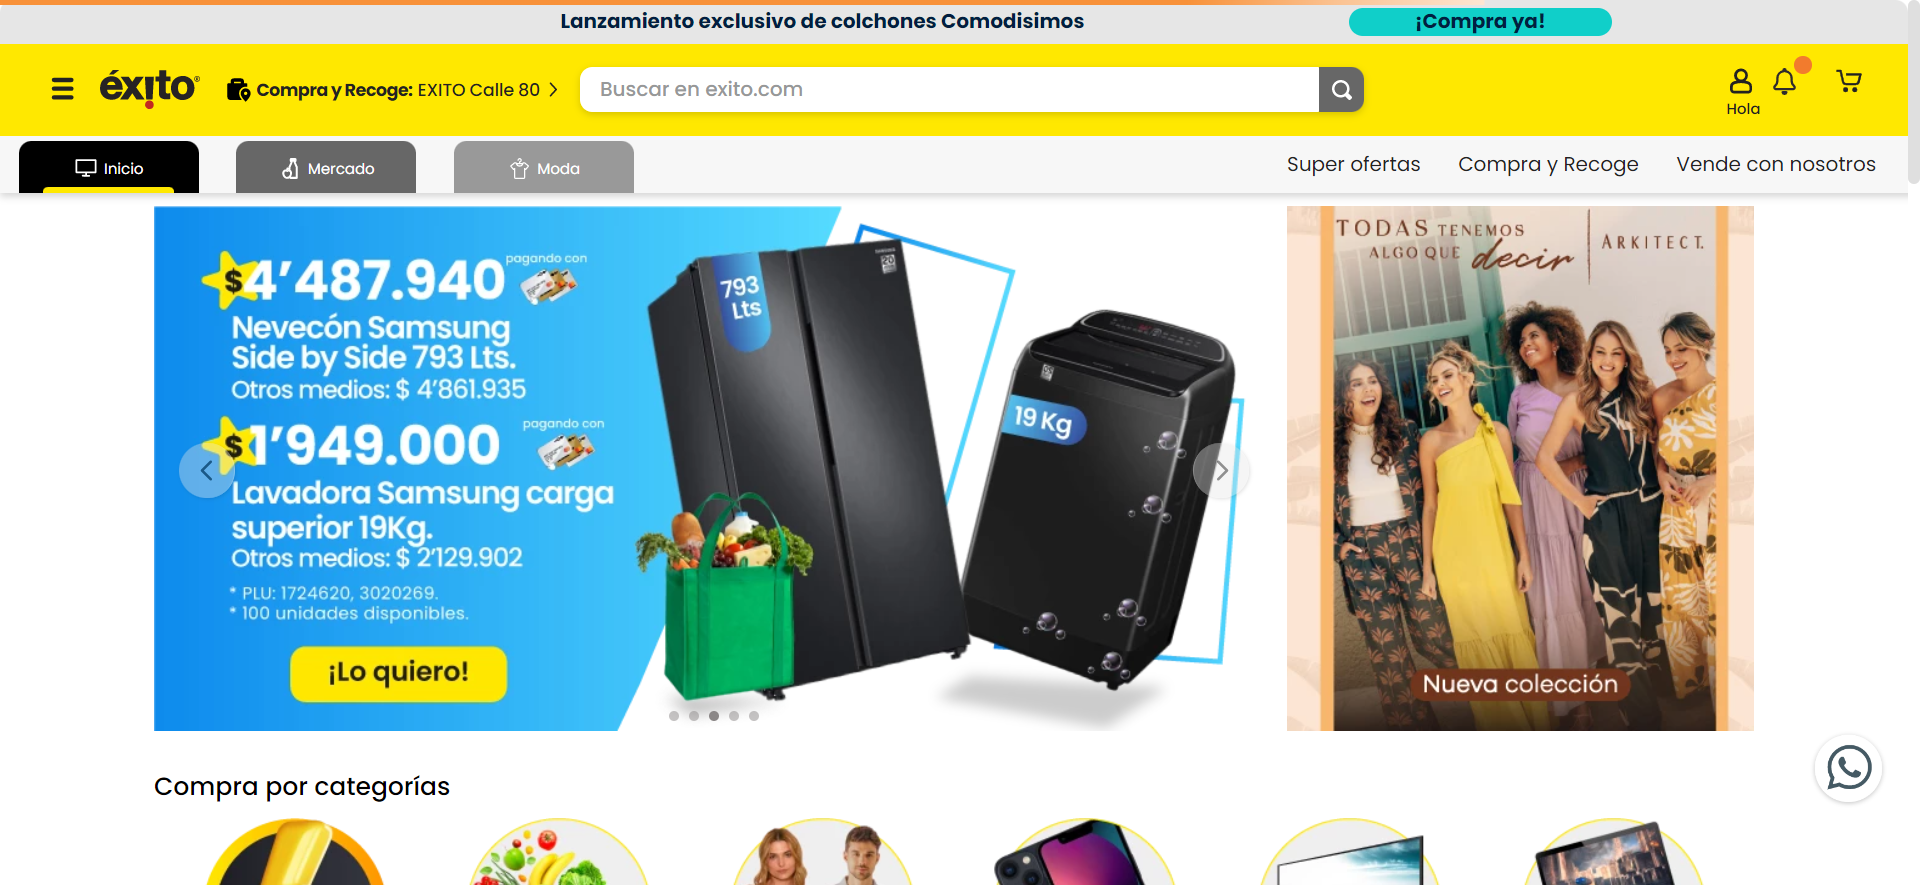 Lanzamiento exclusivo de colchones Comodisimos
¡Compra ya!
éxito
Compra y Recoge: EXITO Calle 80
Buscar en exito.com
Hola
Inicio
Mercado
Moda
Super ofertas
Compra y Recoge
Vende con nosotros
$4'487.940
pagando con
Nevecón Samsung
Side by Side 793 Lts.
Otros medios: $ 4'861.935
$1'949.000
pagando con
Lavadora Samsung carga
superior 19Kg.
Otros medios: $ 2'129.902
* PLU: 1724620, 3020269.
* 100 unidades disponibles.
¡Lo quiero!
793
Lts
20
19 Kg
TODAS TENEMOS
ALGO QUE decir
ARKITECT.
Nueva colección
Compra por categorías